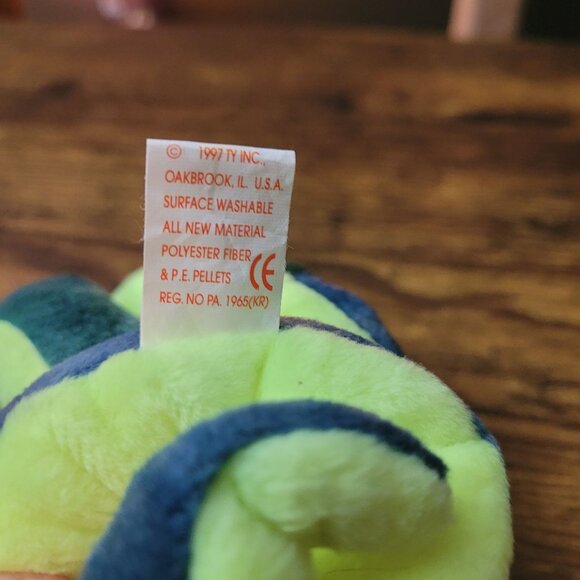 © 1997 TY INC.,
OAKBROOK, IL. U.S.A.
SURFACE WASHABLE
ALL NEW MATERIAL
POLYESTER FIBER
& P.E. PELLETS CE
REG. NO PA. 1965(KR)